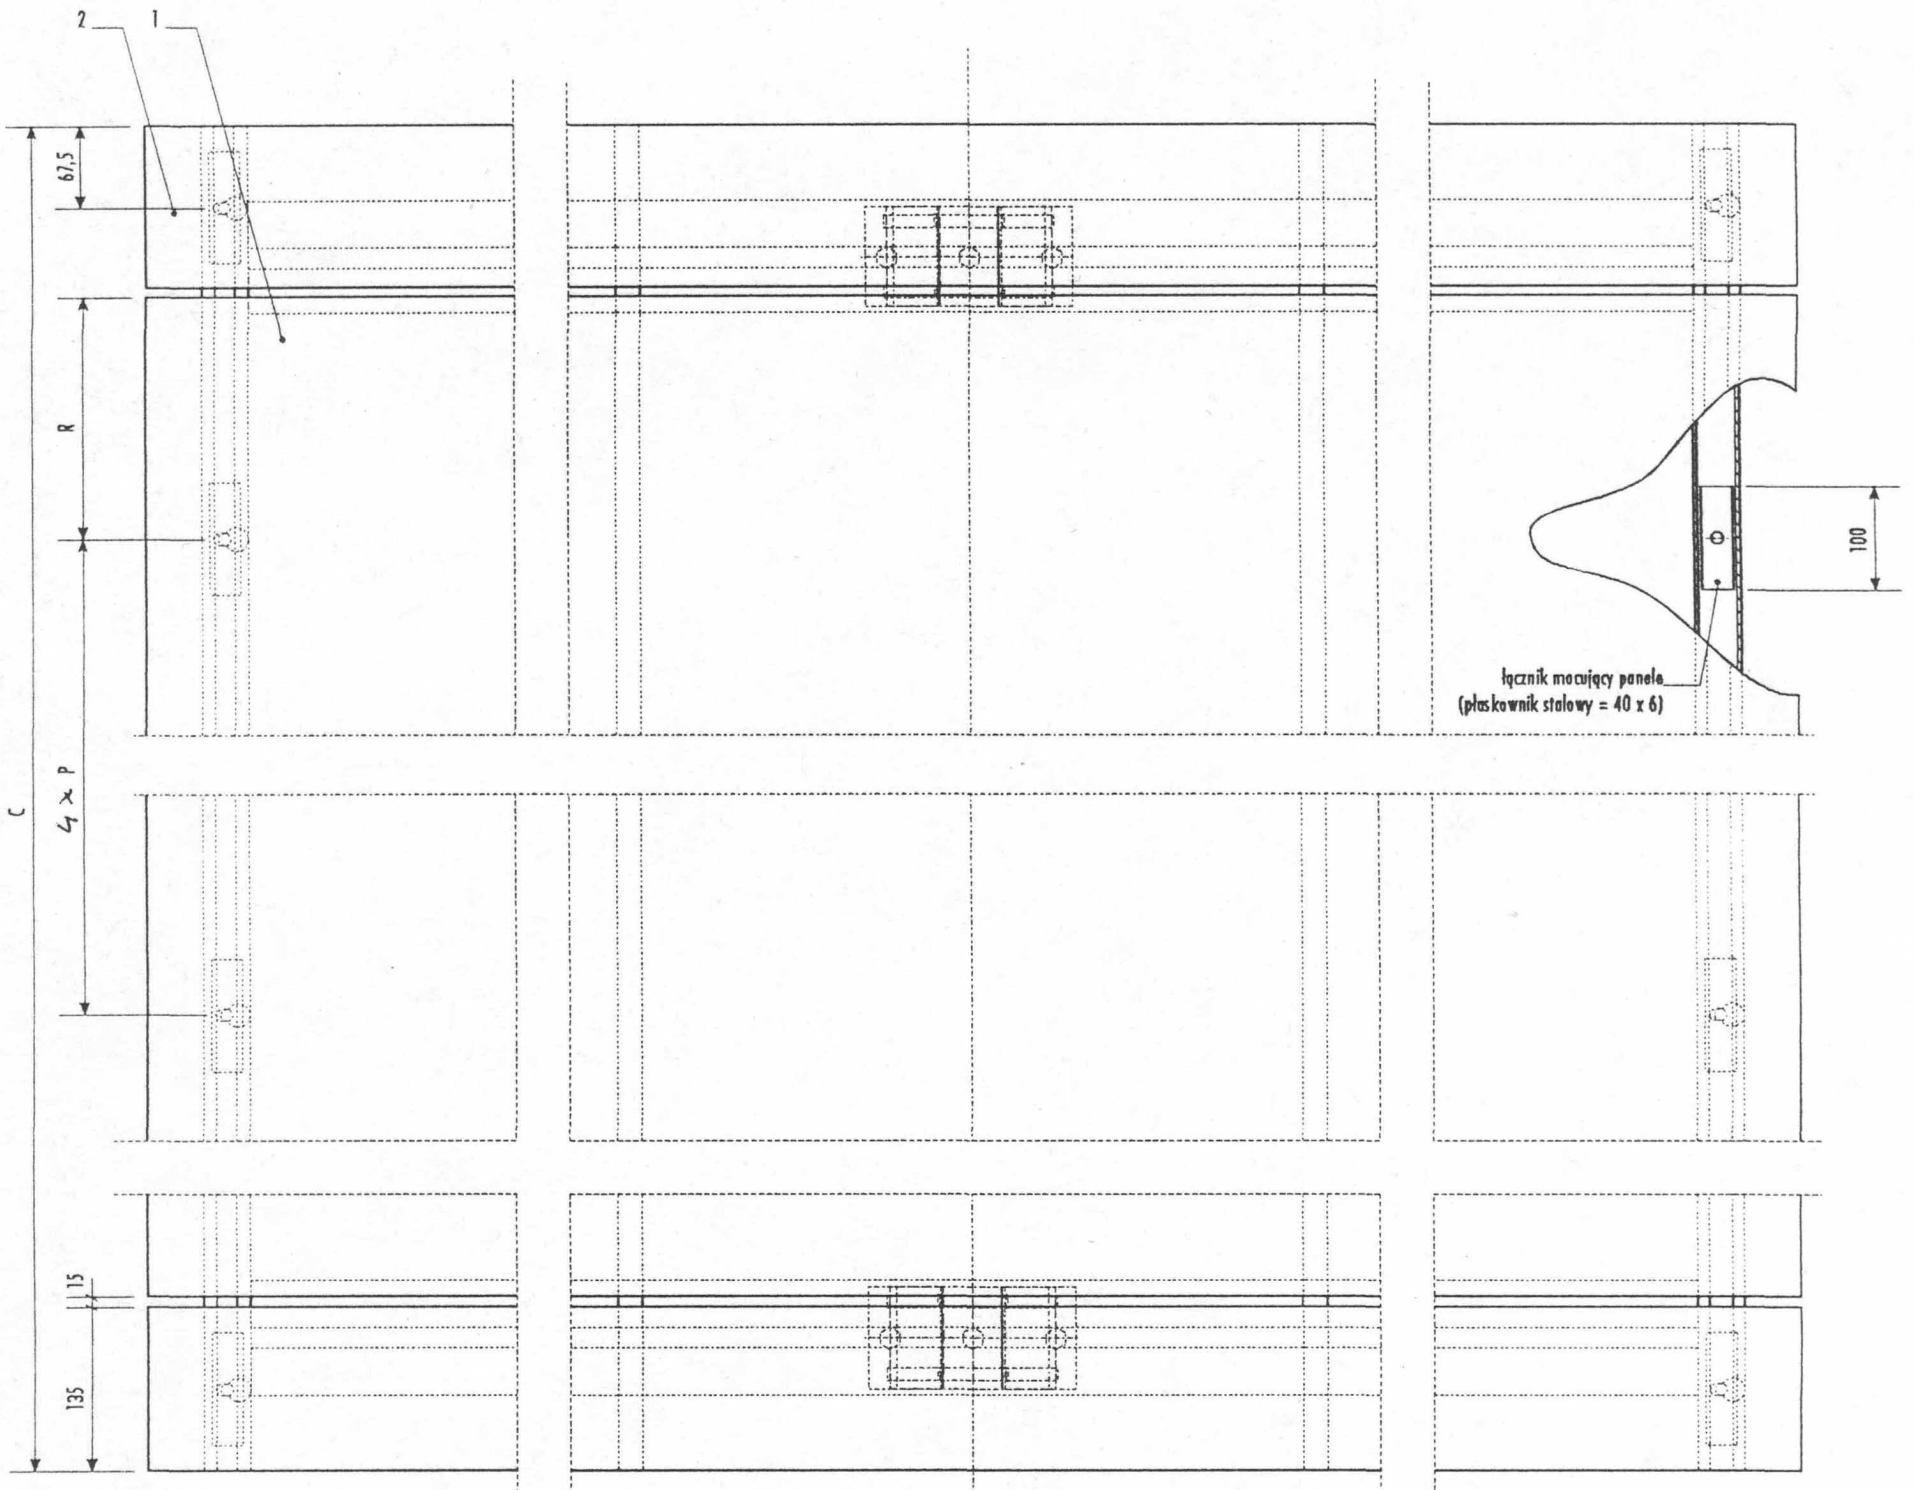 2
1
67,5
R
C
4 x P
100
łącznik mocujący panele
(płaskownik stalowy = 40 x 6)
15
135